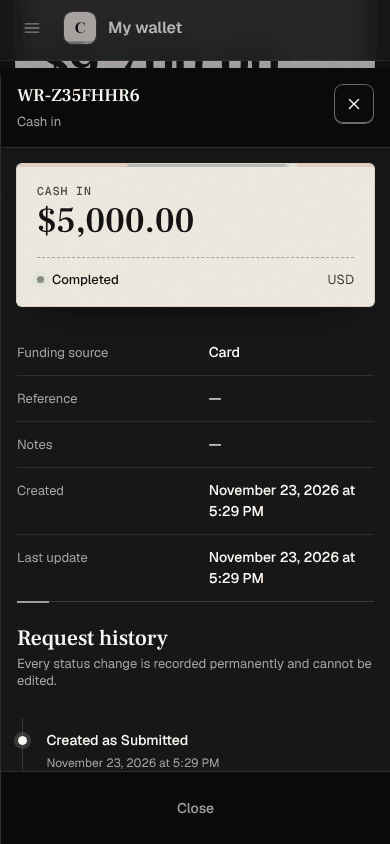 C
My wallet
WR-Z35FHHR6
Cash in
CASH IN
$5,000.00
Completed
USD
Funding source
Card
Reference
—
Notes
—
Created
November 23, 2026 at
5:29 PM
Last update
November 23, 2026 at
5:29 PM
Request history
Every status change is recorded permanently and cannot be
edited.
Created as Submitted
November 23, 2026 at 5:29 PM
Close